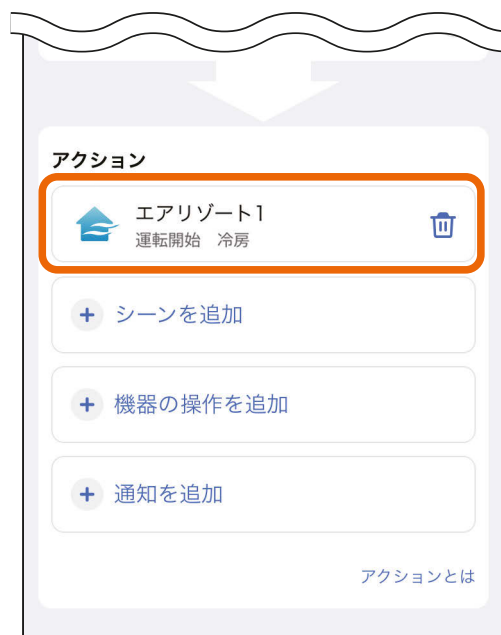 アクション
エアリゾート1
運転開始 冷房
シーンを追加
機器の操作を追加
通知を追加
アクションとは